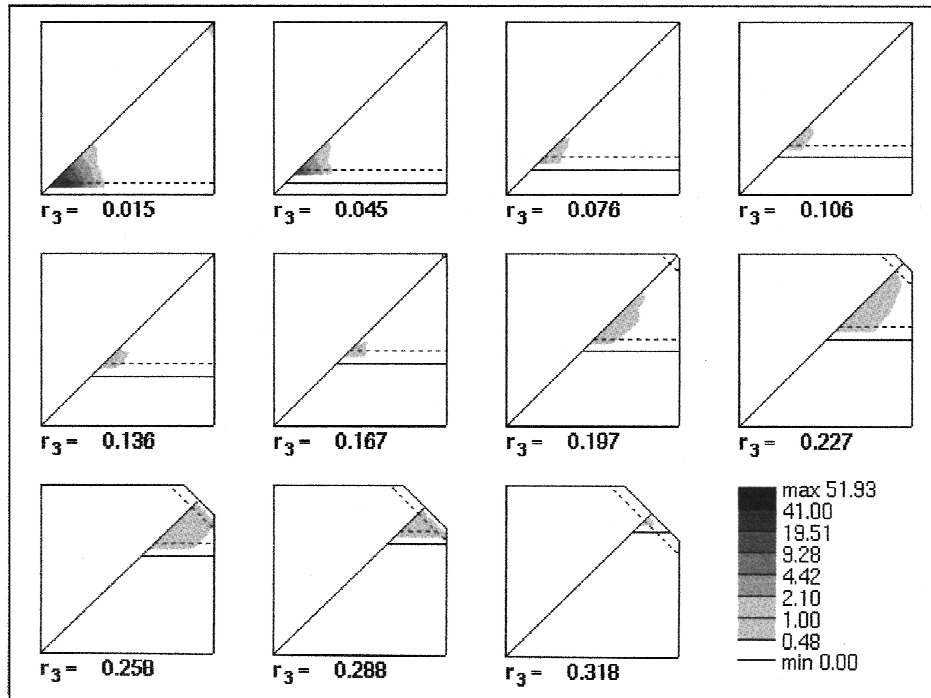 r3= 0.015
r3= 0.045
r3= 0.076
r3= 0.106
r3= 0.136
r3= 0.167
r3= 0.197
r3= 0.227
r3= 0.258
r3= 0.288
r3= 0.318
max 51.93
41.00
19.51
9.28
4.42
2.10
1.00
0.48
min 0.00